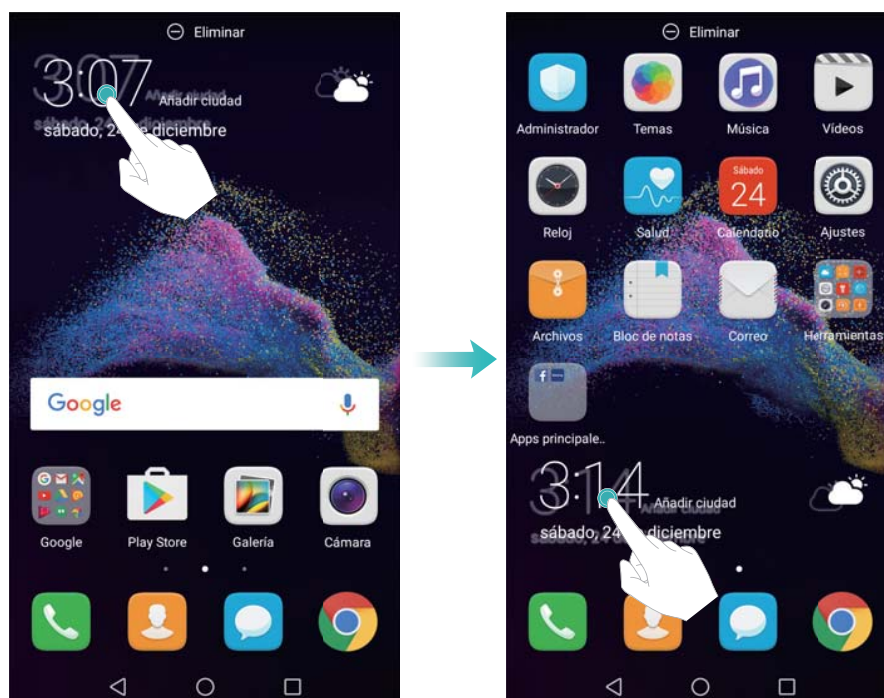 Eliminar
3:07
Añadir ciudad
sábado, 24 de diciembre
Google
Google
Play Store
Galería
Cámara
Eliminar
Administrador
Temas
Música
Vídeos
Sábado
24
Reloj
Salud
Calendario
Ajustes
Archivos
Bloc de notas
Correo
Herramientas
Apps principale..
3:14
Añadir ciudad
sábado, 24 diciembre